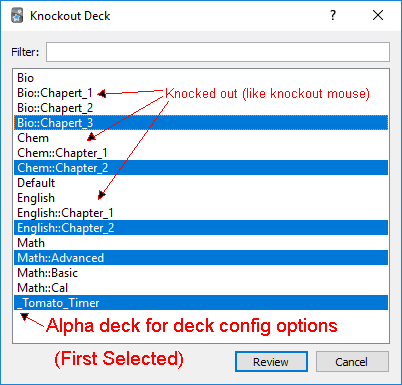 Knockout Deck
Filter:
Bio
Bio::Chapert_1
Knocked out (like knockout mouse)
Bio::Chapert_2
Bio::Chapert_3
Chem
Chem::Chapter_1
Chem::Chapter_2
Default
English
English::Chapter_1
English::Chapter_2
Math
Math::Advanced
Math::Basic
Math::Cal
_Tomato_Timer
Alpha deck for deck config options
(First Selected)
Review
Cancel